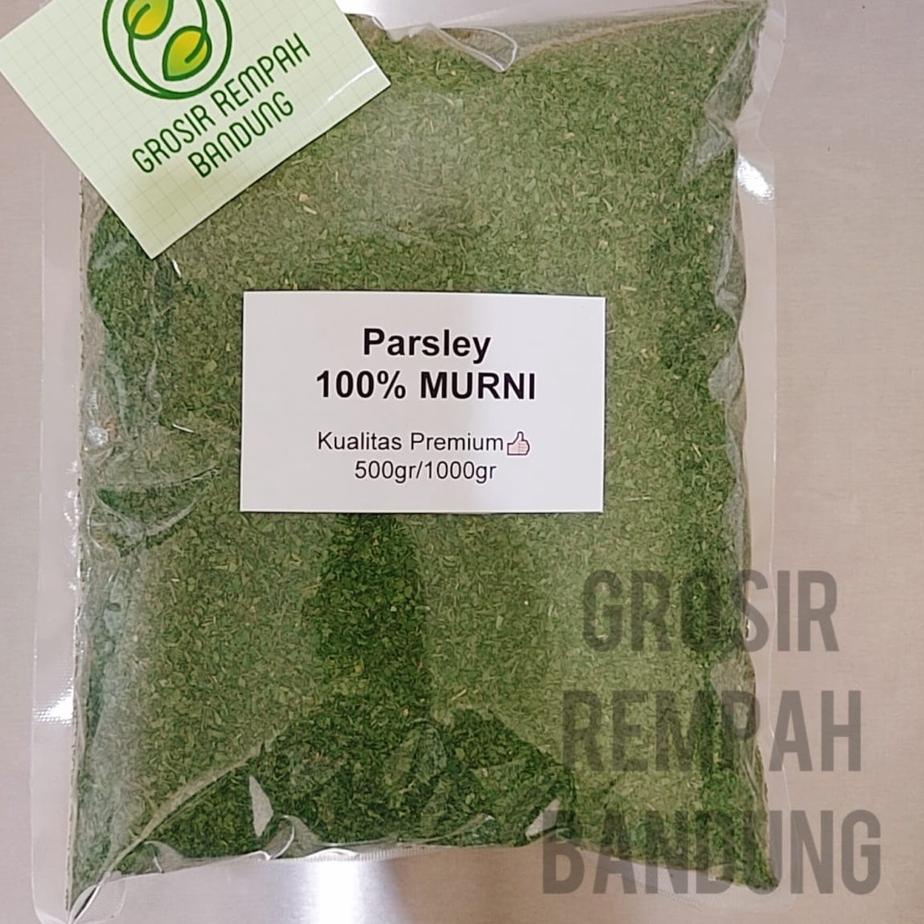 GROSIR REMPAH
BANDUNG
Parsley
100% MURNI
Kualitas Premium👍
500gr/1000gr
GROSIR
REMPAH
BANDUNG